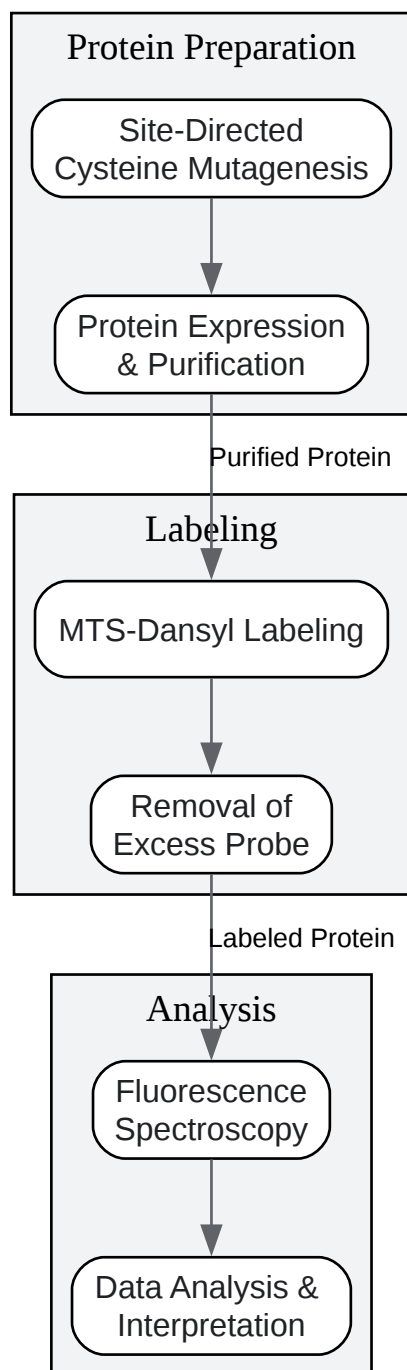 Protein Preparation
Site-Directed
Cysteine Mutagenesis
Protein Expression
& Purification
Purified Protein
Labeling
MTS-Dansyl Labeling
Removal of
Excess Probe
Labeled Protein
Analysis
Fluorescence
Spectroscopy
Data Analysis &
Interpretation